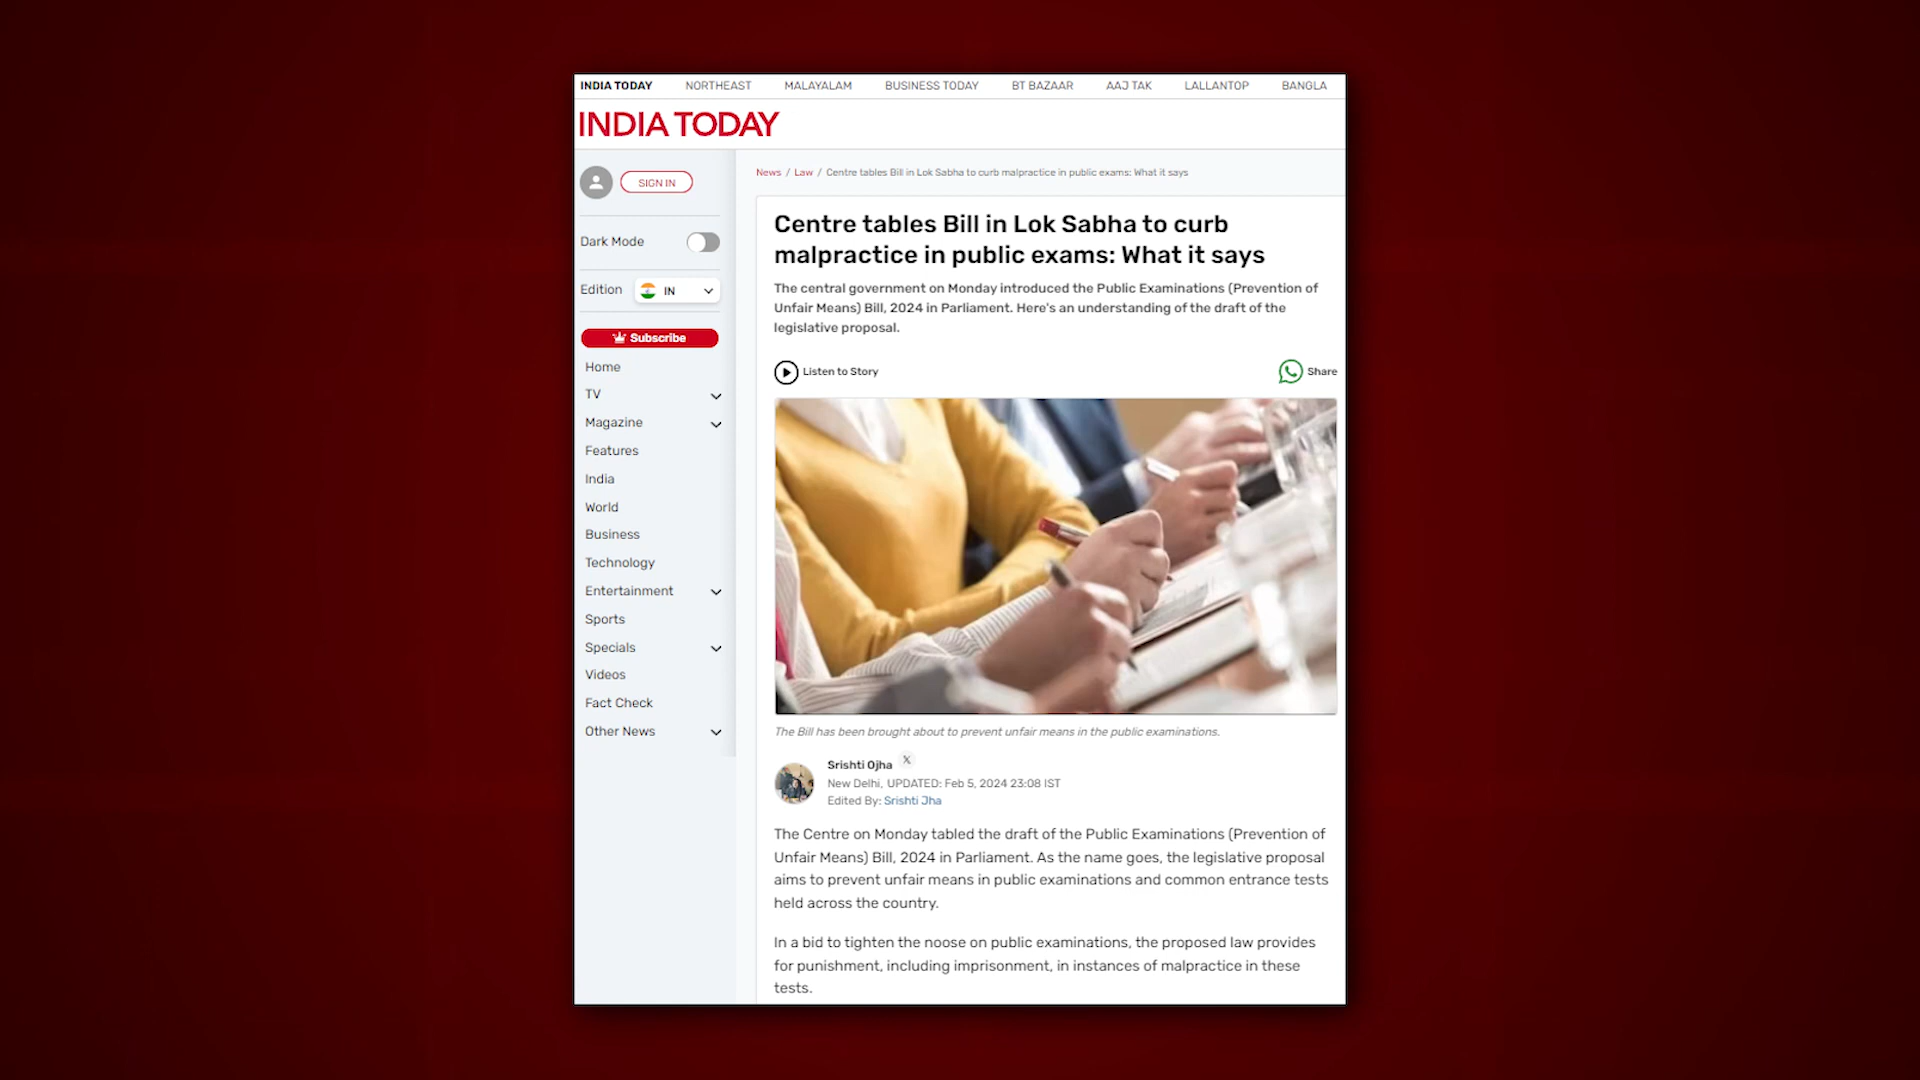 INDIA TODAY NORTHEAST MALAYALAM BUSINESS TODAY BT BAZAAR AAJ TAK LALLANTOP BANGLA
INDIA TODAY
SIGN IN
Dark Mode
Edition IN
Subscribe
Home
TV
Magazine
Features
India
World
Business
Technology
Entertainment
Sports
Specials
Videos
Fact Check
Other News
News / Law / Centre tables Bill in Lok Sabha to curb malpractice in public exams: What it says
Centre tables Bill in Lok Sabha to curb
malpractice in public exams: What it says
The central government on Monday introduced the Public Examinations (Prevention of
Unfair Means) Bill, 2024 in Parliament. Here's an understanding of the draft of the
legislative proposal.
Listen to Story Share
The Bill has been brought about to prevent unfair means in the public examinations.
Srishti Ojha X
New Delhi, UPDATED: Feb 5, 2024 23:08 IST
Edited By: Srishti Jha
The Centre on Monday tabled the draft of the Public Examinations (Prevention of
Unfair Means) Bill, 2024 in Parliament. As the name goes, the legislative proposal
aims to prevent unfair means in public examinations and common entrance tests
held across the country.
In a bid to tighten the noose on public examinations, the proposed law provides
for punishment, including imprisonment, in instances of malpractice in these
tests.